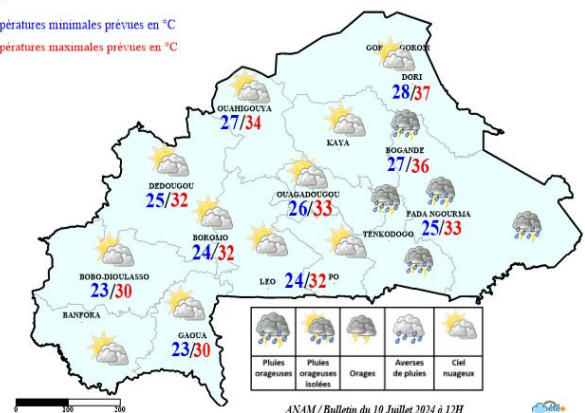 pératures minimales prévues en °C
pératures maximales prévues en °C
GOROM GOROM
DORI
28/37
OUAHIGOUYA
27/34
KAYA
BOGANDE
27/36
DEDOUGOU
25/32
OUAGADOUGOU
26/33
FADA NGOURMA
25/33
TENKODOGO
BOROMO
24/32
BOBO-DIOULASSO
23/30
LEO
24/32
PO
BANFORA
GAOUA
23/30
Pluies orageuses
Pluies orageuses isolées
Orages
Averses de pluies
Ciel nuageux
0 100 200
ANAM / Bulletin du 10 Juillet 2024 à 12H